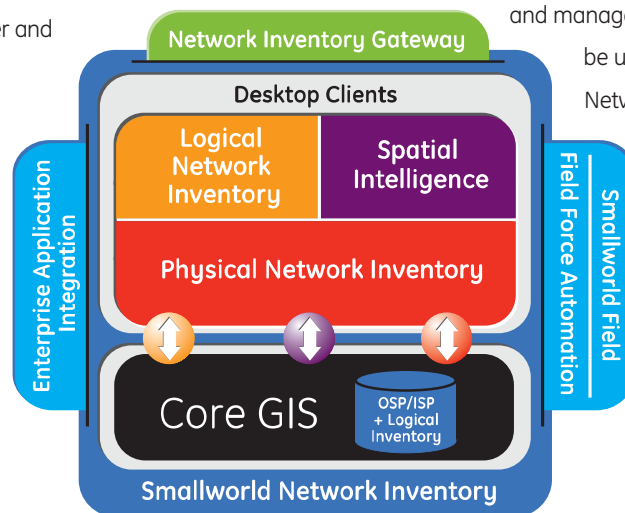 er and
and manage
be u
Netw
Network Inventory Gateway
Desktop Clients
Logical
Network
Inventory
Spatial
Intelligence
Physical Network Inventory
Enterprise Application
Integration
Field Force Automation
Smallworld Field
Core GIS
OSP/ISP
+ Logical
Inventory
Smallworld Network Inventory